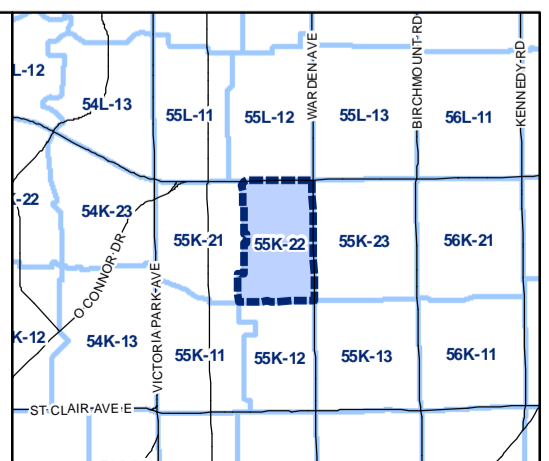 WARDEN AVE
BIRCHMOUNT RD
KENNEDY RD
L-12
54L-13
55L-11
55L-12
55L-13
56L-11
-22
54K-23
55K-21
55K-22
55K-23
56K-21
O CONNOR DR
VICTORIA PARK AVE
K-12
54K-13
55K-11
55K-12
55K-13
56K-11
ST CLAIR AVE E